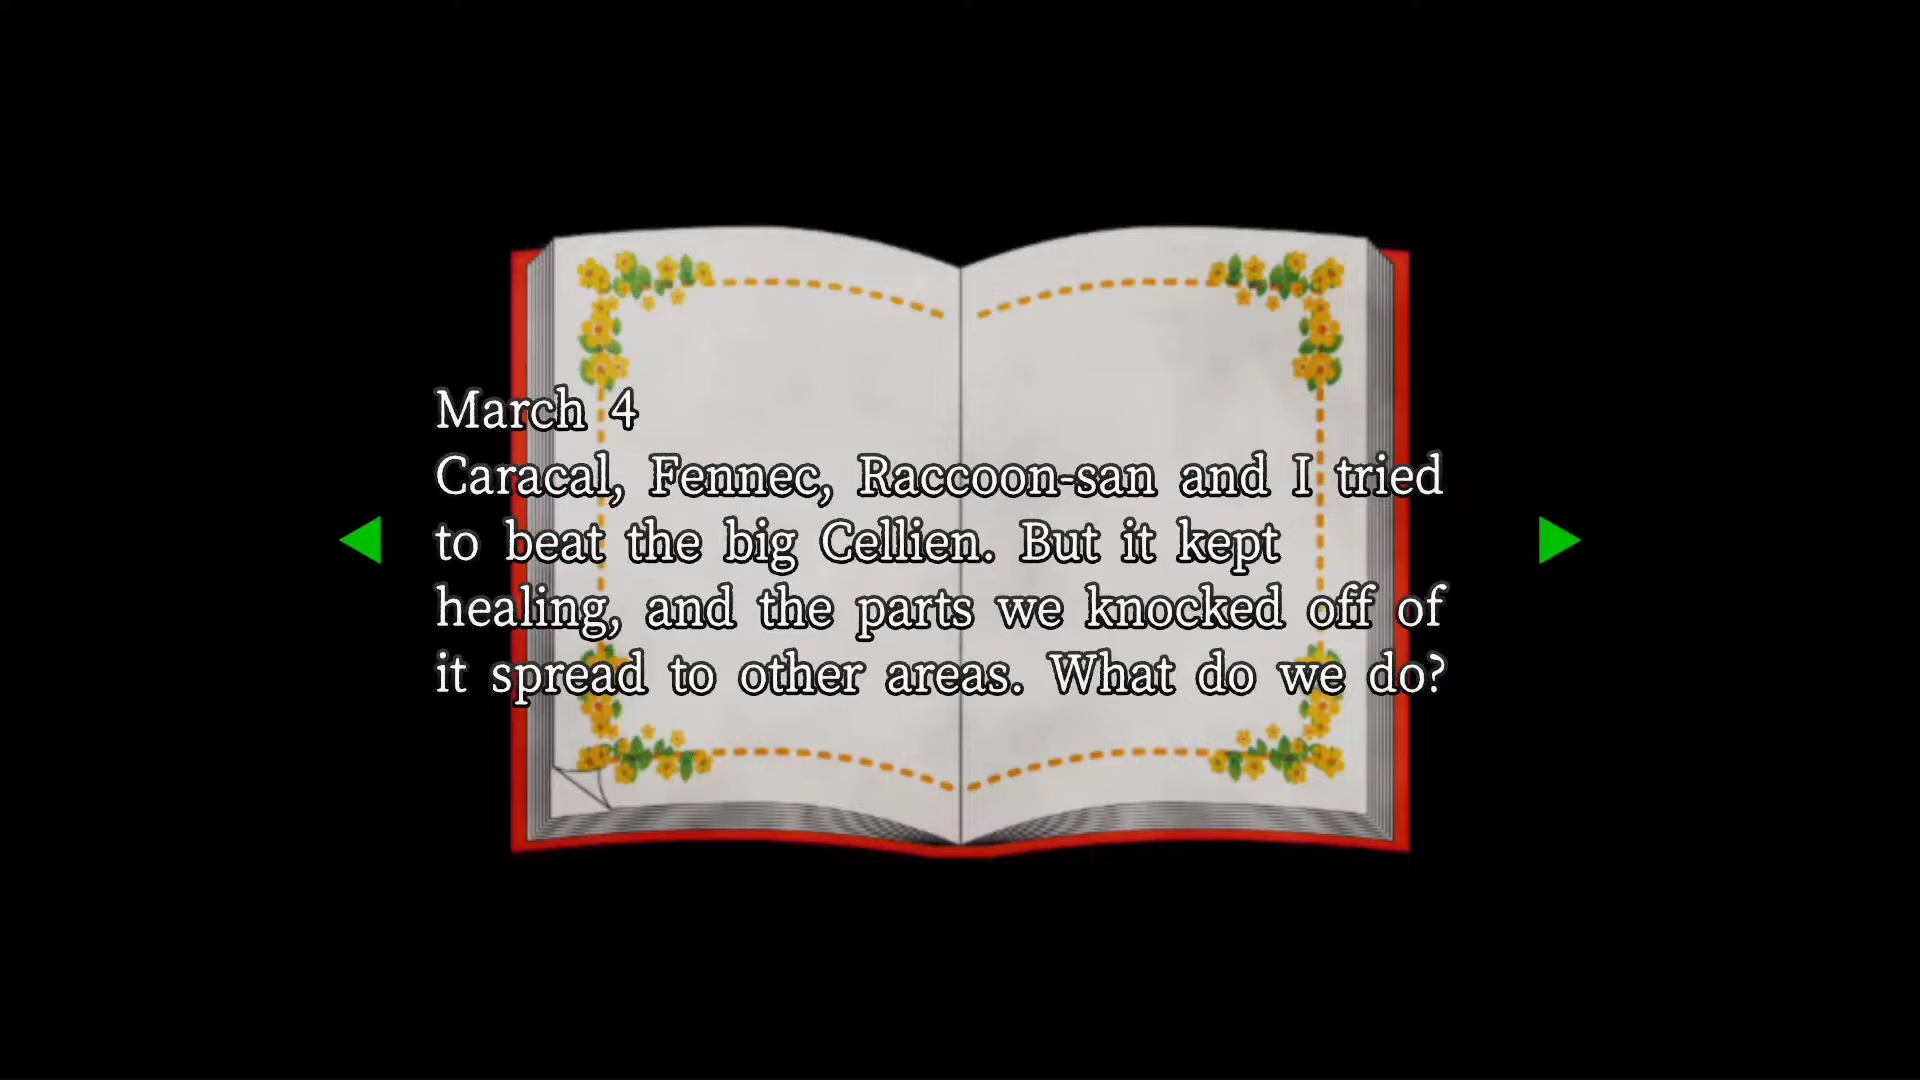 March 4
Caracal, Fennec, Raccoon-san and I tried
to beat the big Cellien. But it kept
healing, and the parts we knocked off of
it spread to other areas. What do we do?